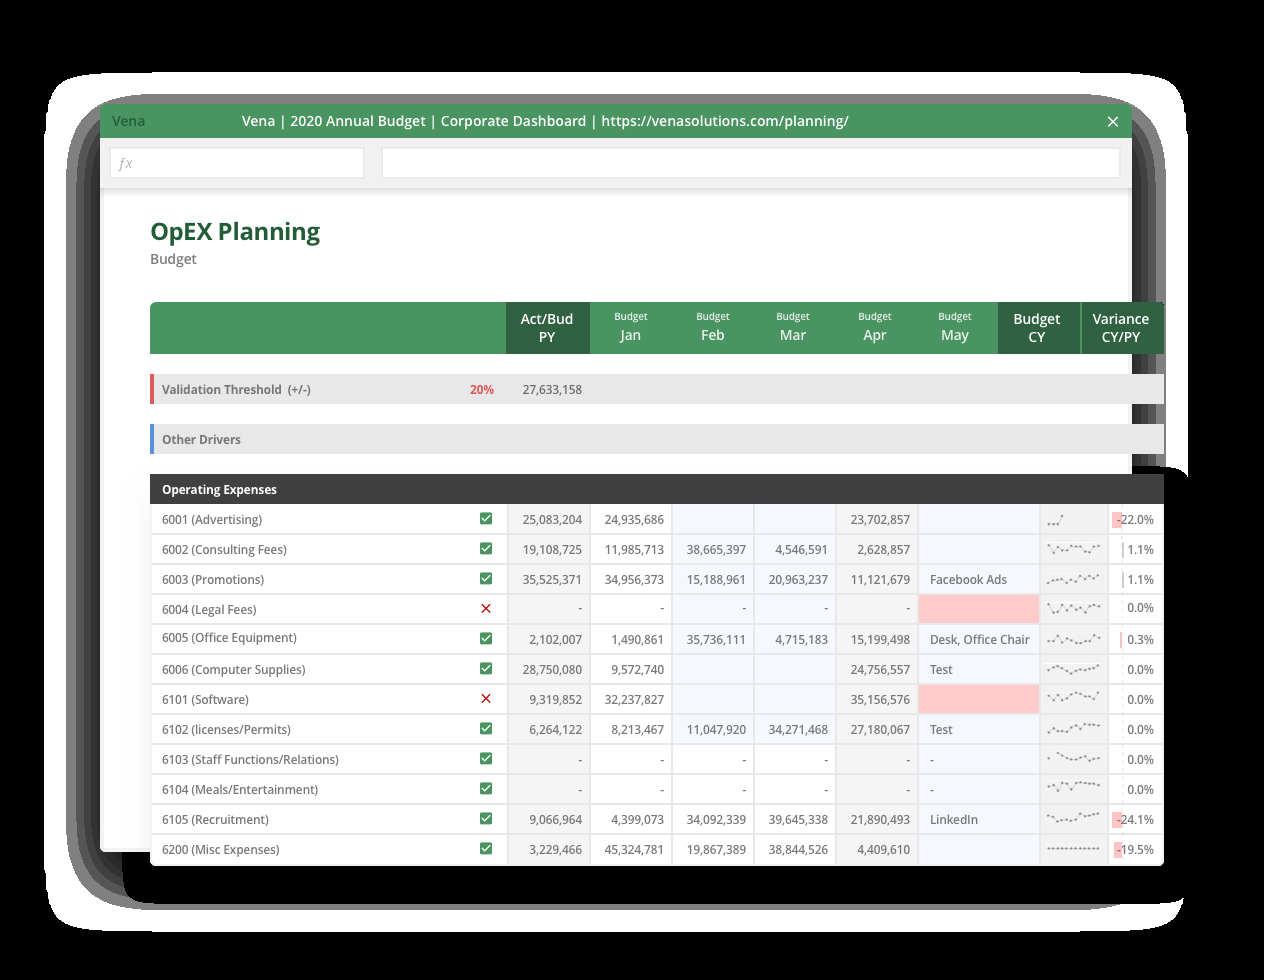 Vena Vena | 2020 Annual Budget | Corporate Dashboard | https://venasolutions.com/planning/ ×
ƒx
OpEX Planning
Budget
Act/Bud PY Budget Jan Budget Feb Budget Mar Budget Apr Budget May Budget CY Variance CY/PY
Validation Threshold (+/-) 20% 27,633,158
Other Drivers
Operating Expenses
6001 (Advertising) 25,083,204 24,935,686 23,702,857 -22.0%
6002 (Consulting Fees) 19,108,725 11,985,713 38,665,397 4,546,591 2,628,857 1.1%
6003 (Promotions) 35,525,371 34,956,373 15,188,961 20,963,237 11,121,679 Facebook Ads 1.1%
6004 (Legal Fees) - - - - - 0.0%
6005 (Office Equipment) 2,102,007 1,490,861 35,736,111 4,715,183 15,199,498 Desk, Office Chair 0.3%
6006 (Computer Supplies) 28,750,080 9,572,740 24,756,557 Test 0.0%
6101 (Software) 9,319,852 32,237,827 35,156,576 0.0%
6102 (licenses/Permits) 6,264,122 8,213,467 11,047,920 34,271,468 27,180,067 Test 0.0%
6103 (Staff Functions/Relations) - - - - - - 0.0%
6104 (Meals/Entertainment) - - - - - - 0.0%
6105 (Recruitment) 9,066,964 4,399,073 34,092,339 39,645,338 21,890,493 LinkedIn -24.1%
6200 (Misc Expenses) 3,229,466 45,324,781 19,867,389 38,844,526 4,409,610 -19.5%